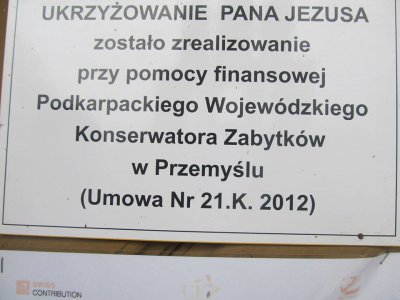 UKRZYŻOWANIE PANA JEZUSA
zostało zrealizowanie
przy pomocy finansowej
Podkarpackiego Wojewódzkiego
Konserwatora Zabytków
w Przemyślu
(Umowa Nr 21.K. 2012)
SWISS
CONTRIBUTION